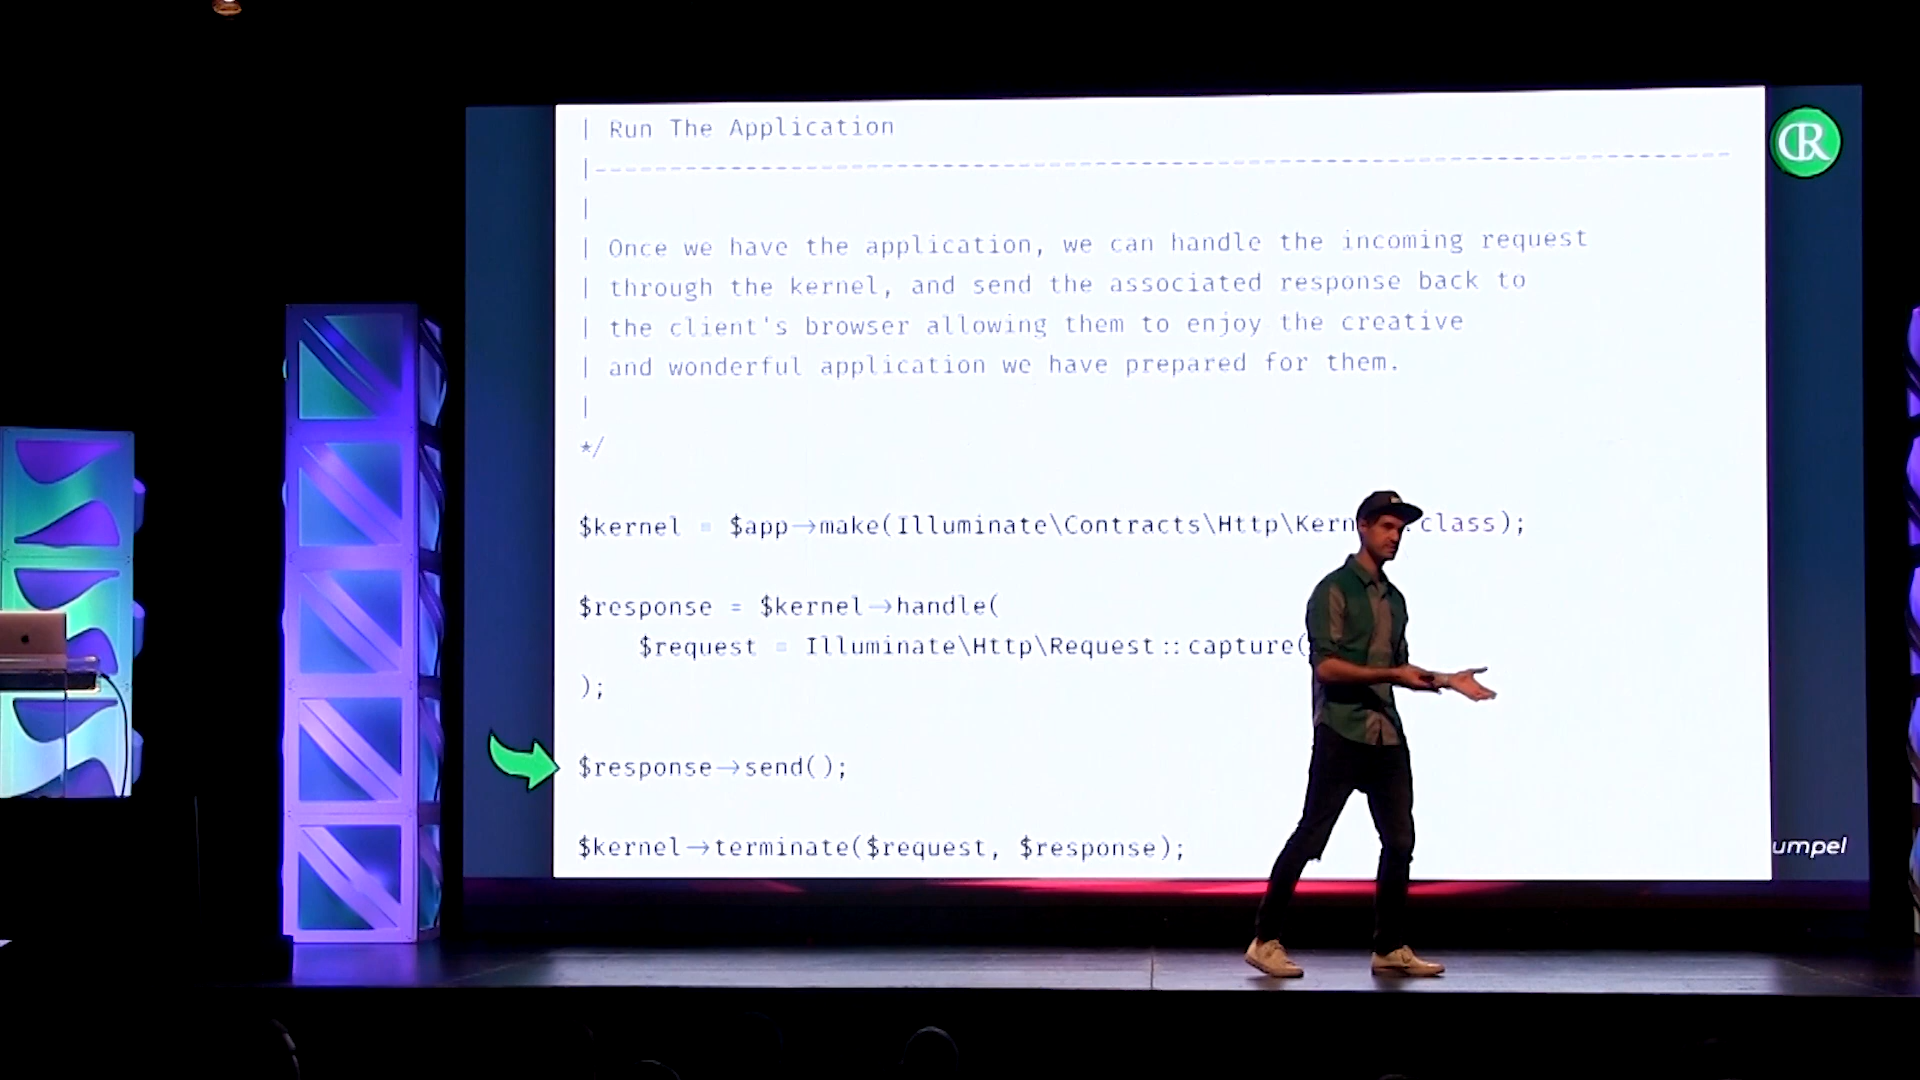 | Run The Application
|---------------------------------------------------------------------------
|
| Once we have the application, we can handle the incoming request
| through the kernel, and send the associated response back to
| the client's browser allowing them to enjoy the creative
| and wonderful application we have prepared for them.
|
*/
$kernel = $app→make(Illuminate\Contracts\Http\Kern class);
$response = $kernel→handle(
$request = Illuminate\Http\Request::capture(
);
$response→send();
$kernel→terminate($request, $response);
CR
umpel